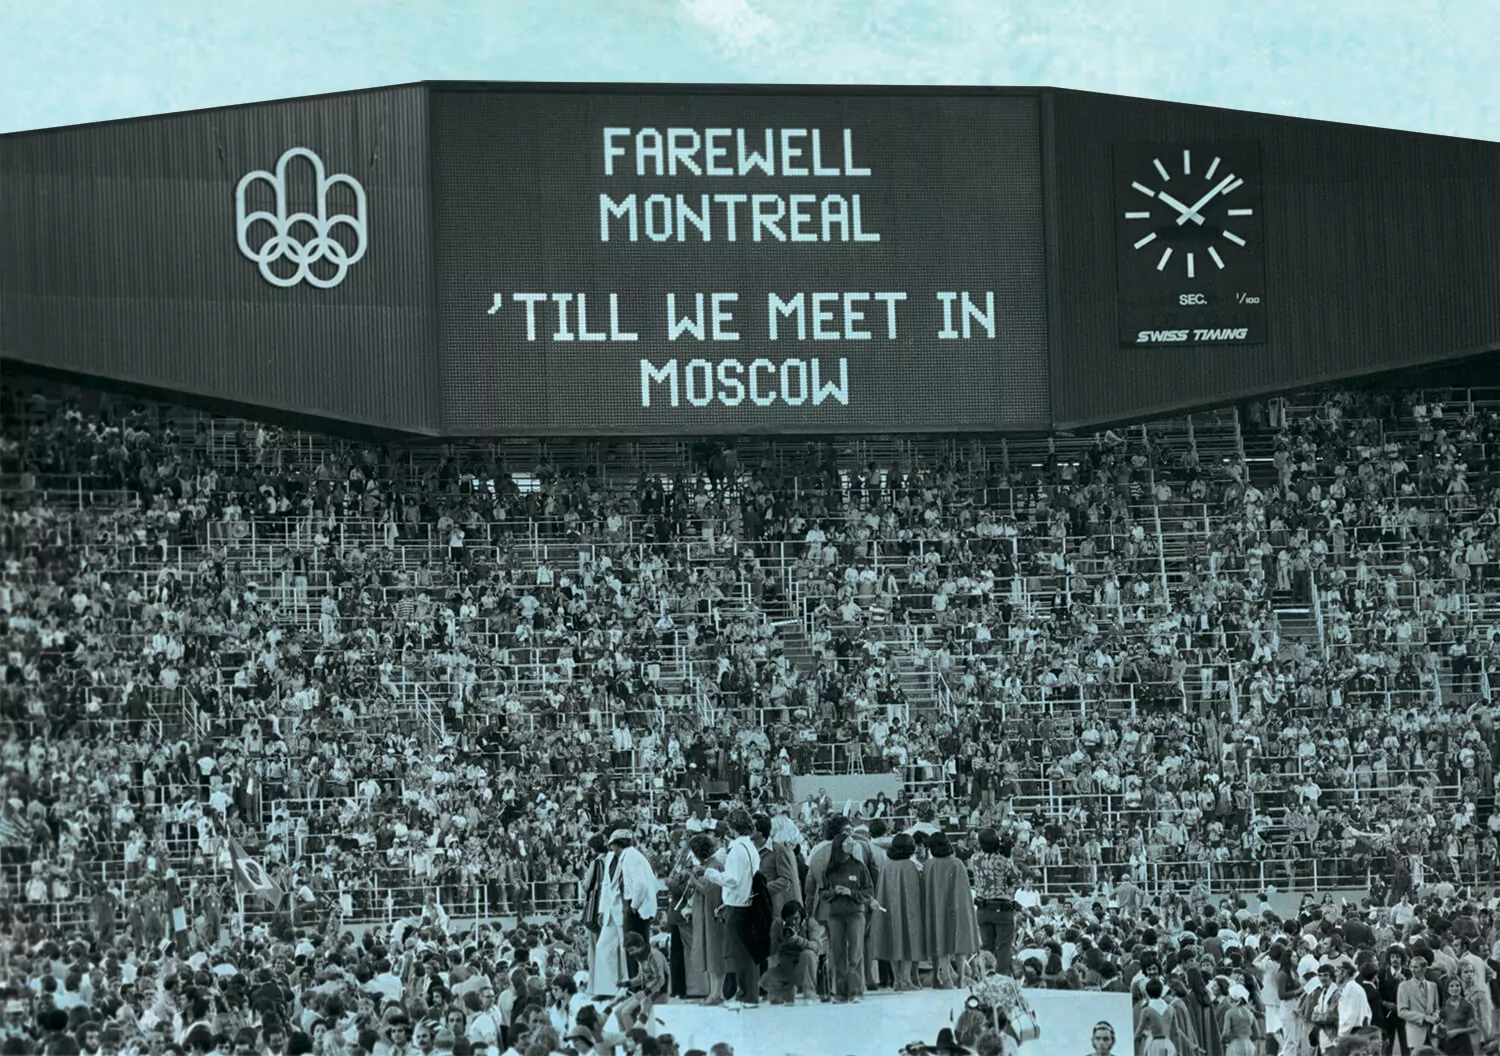 FAREWELL
MONTREAL
'TILL WE MEET IN
MOSCOW
SEC. 1/100
SWISS TIMING